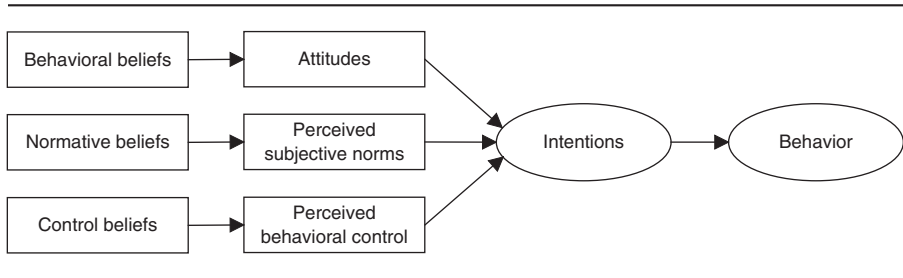 Behavioral beliefs
Attitudes
Normative beliefs
Perceived
subjective norms
Intentions
Behavior
Control beliefs
Perceived
behavioral control